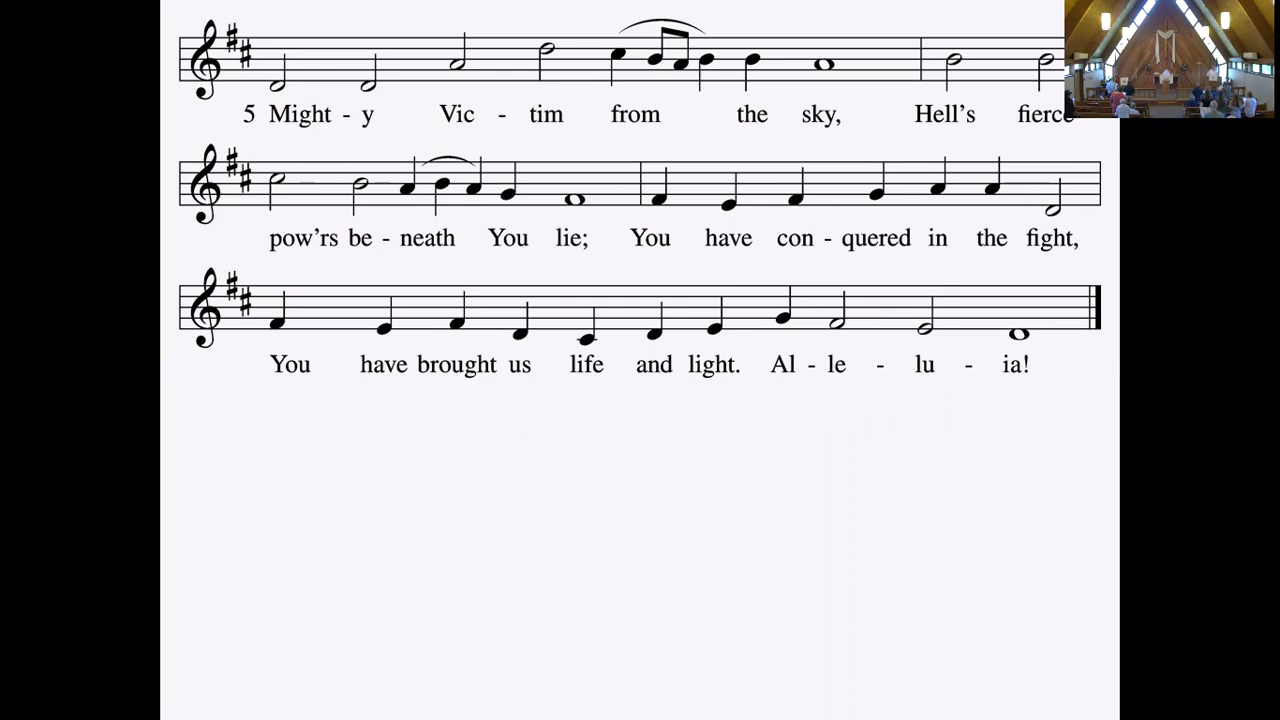 5 Might - y Vic - tim from the sky, Hell's fierce
pow'rs be - neath You lie; You have con - quered in the fight,
You have brought us life and light. Al - le - lu - ia!